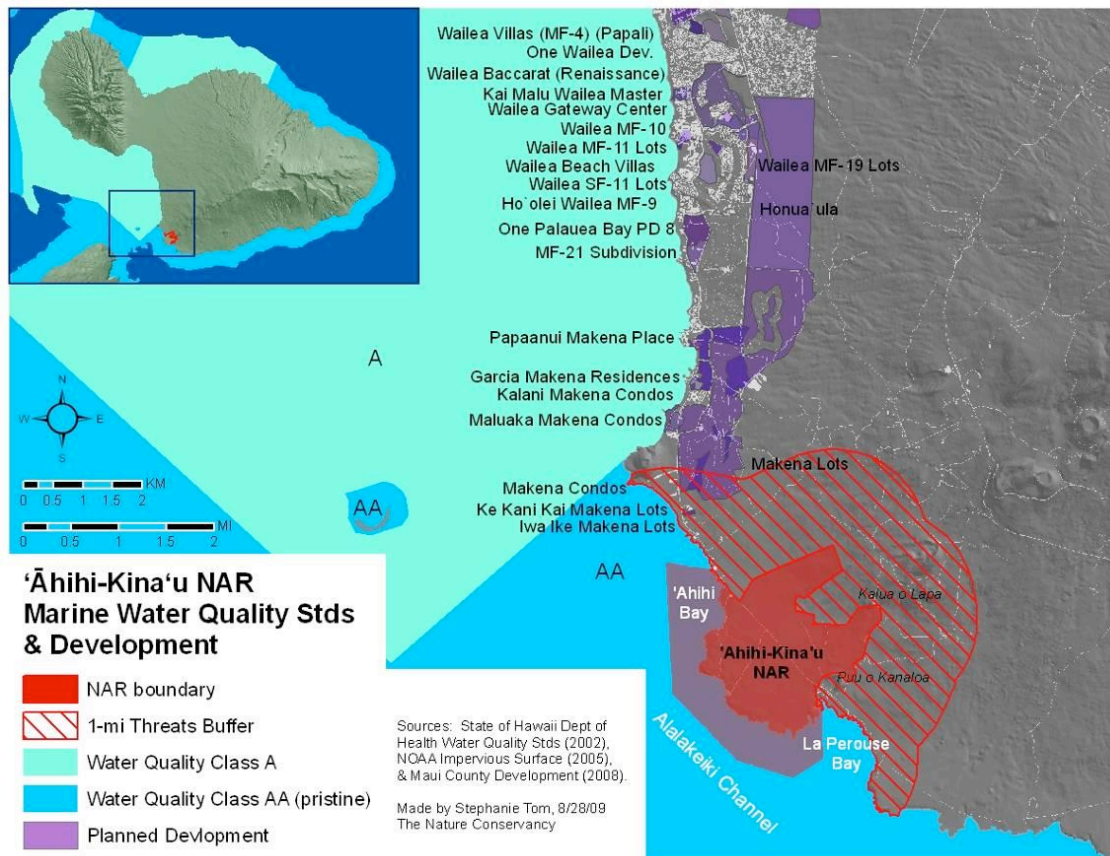 Wailea Villas (MF-4) (Papali)
One Wailea Dev.
Wailea Baccarat (Renaissance)
Kai Malu Wailea Master
Wailea Gateway Center
Wailea MF-10
Wailea MF-11 Lots
Wailea Beach Villas
Wailea MF-19 Lots
Wailea SF-11 Lots
Ho`olei Wailea MF-9
Honua`ula
One Palauea Bay PD 8
MF-21 Subdivision
Papaanui Makena Place
A
Garcia Makena Residences
Kalani Makena Condos
Maluaka Makena Condos
N
W
E
S
Makena Lots
KM
0 0.5 1 2
MI
0 0.5 1 2
AA
Makena Condos
Ke Kani Kai Makena Lots
Iwa Ike Makena Lots
AA
'Ahihi
Bay
Kalua o Lapa
'Ahihi-Kina'u
NAR
Puu o Kanaloa
La Perouse
Bay
Alalakeiki Channel
‘Āhihi-Kina‘u NAR
Marine Water Quality Stds
& Development
NAR boundary
1-mi Threats Buffer
Water Quality Class A
Water Quality Class AA (pristine)
Planned Devlopment
Sources: State of Hawaii Dept of
Health Water Quality Stds (2002),
NOAA Impervious Surface (2005),
& Maui County Development (2008).
Made by Stephanie Tom, 8/28/09
The Nature Conservancy